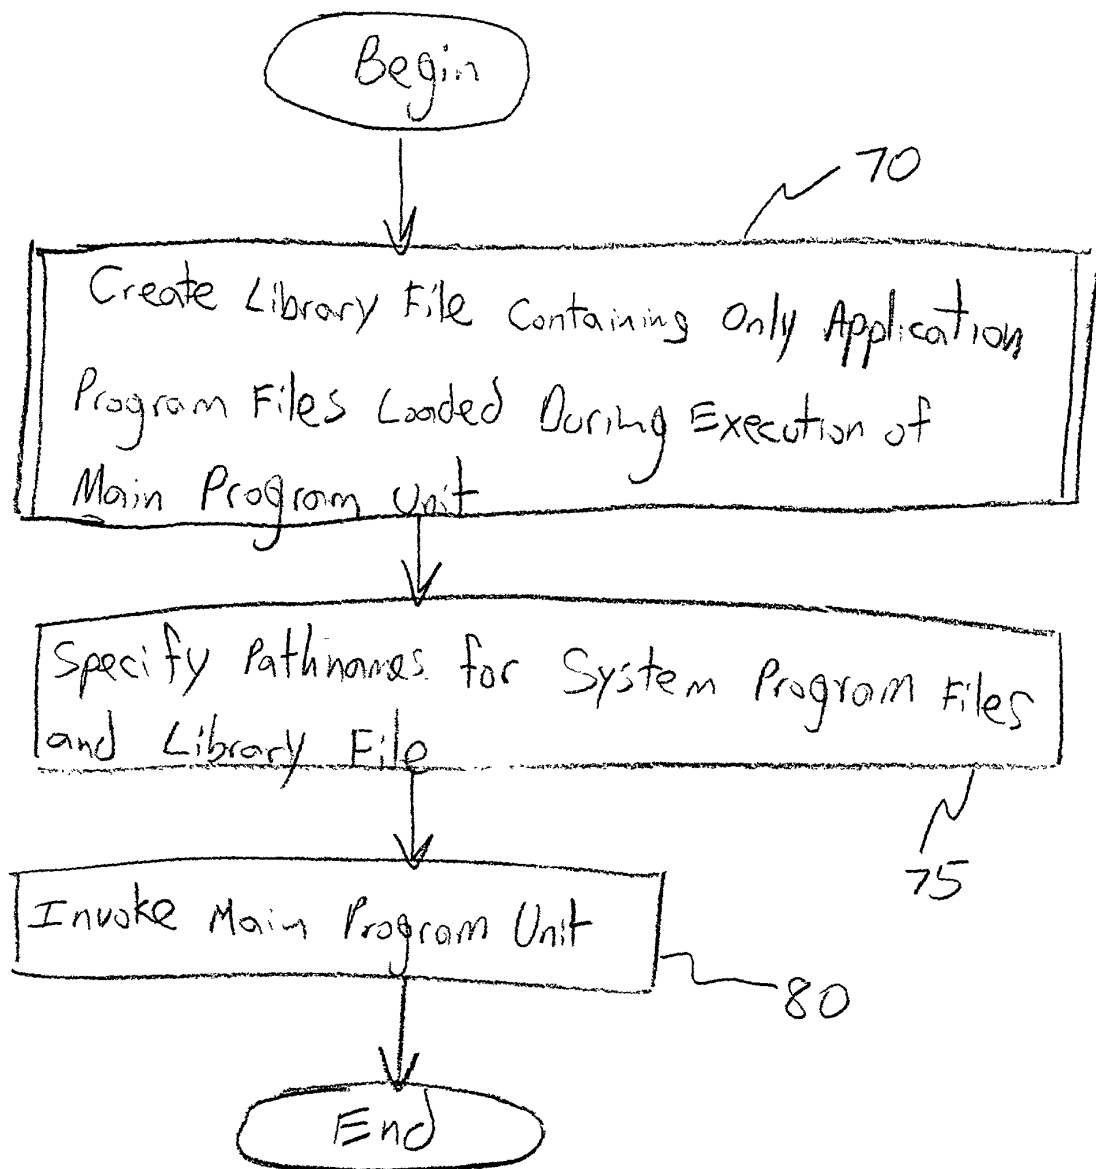 Begin
70
Create Library File Containing Only Application
Program Files Loaded During Execution of
Main Program Unit
Specify Pathnames for System Program Files
and Library File
75
Invoke Main Program Unit
80
End